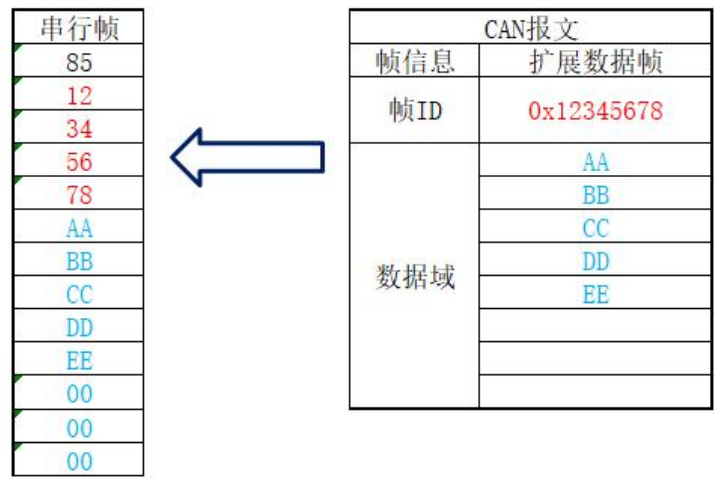 串行帧
85
12
34
56
78
AA
BB
CC
DD
EE
00
00
00
CAN报文
帧信息 扩展数据帧
帧ID 0x12345678
数据域
AA
BB
CC
DD
EE